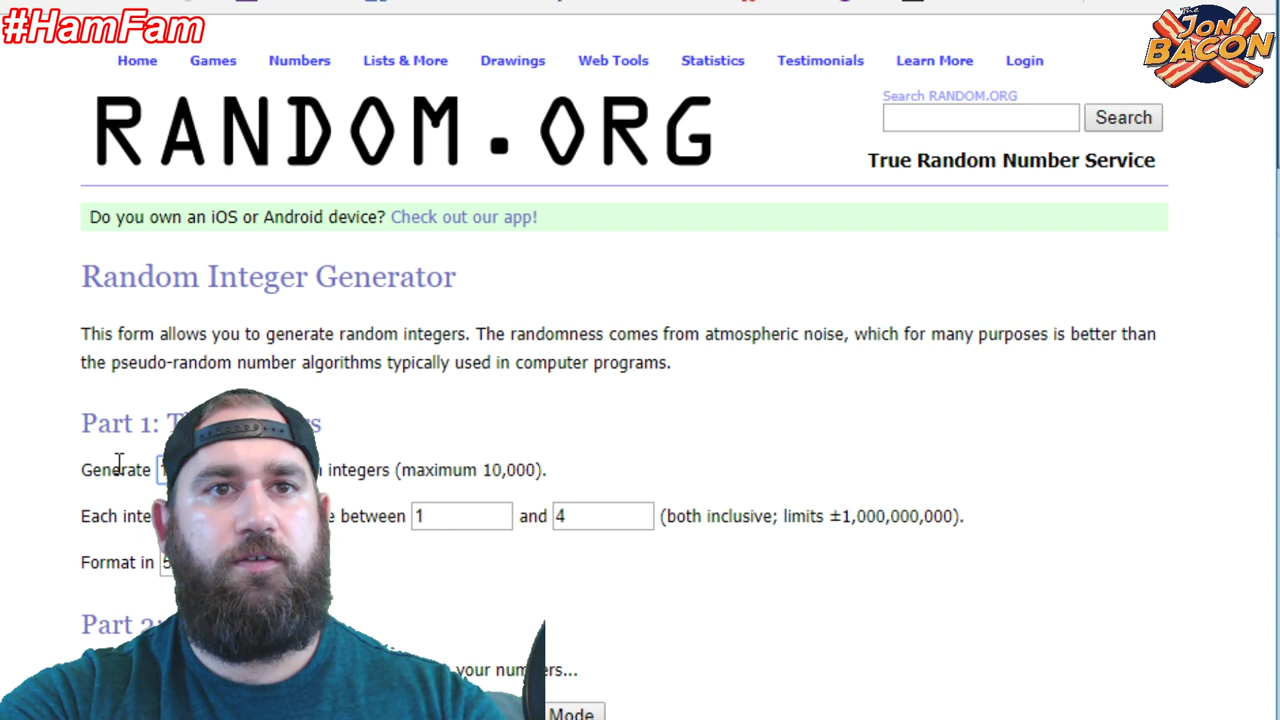 #HamFam
The
JON
BACON
Home Games Numbers Lists & More Drawings Web Tools Statistics Testimonials Learn More Login
RANDOM.ORG
Search RANDOM.ORG
Search
True Random Number Service
Do you own an iOS or Android device? Check out our app!
Random Integer Generator
This form allows you to generate random integers. The randomness comes from atmospheric noise, which for many purposes is better than
the pseudo-random number algorithms typically used in computer programs.
Part 1:
Generate integers (maximum 10,000).
Each between 1 and 4 (both inclusive; limits ±1,000,000,000).
Format in 5
Part 2:
your numbers...
Mode